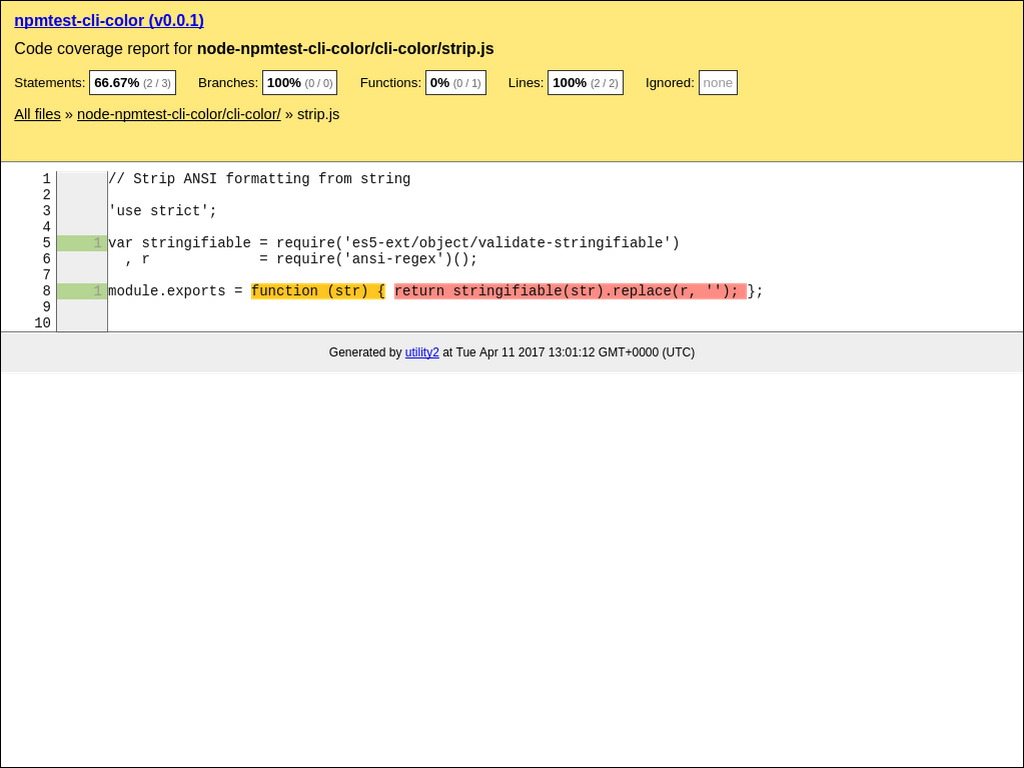 npmtest-cli-color (v0.0.1)
Code coverage report for node-npmtest-cli-color/cli-color/strip.js
Statements: 66.67% (2 / 3) Branches: 100% (0 / 0) Functions: 0% (0 / 1) Lines: 100% (2 / 2) Ignored: none
All files » node-npmtest-cli-color/cli-color/ » strip.js
1 // Strip ANSI formatting from string
2
3 'use strict';
4
5 1 var stringifiable = require('es5-ext/object/validate-stringifiable')
6   , r             = require('ansi-regex')();
7
8 1 module.exports = function (str) { return stringifiable(str).replace(r, ''); };
9
10
Generated by utility2 at Tue Apr 11 2017 13:01:12 GMT+0000 (UTC)